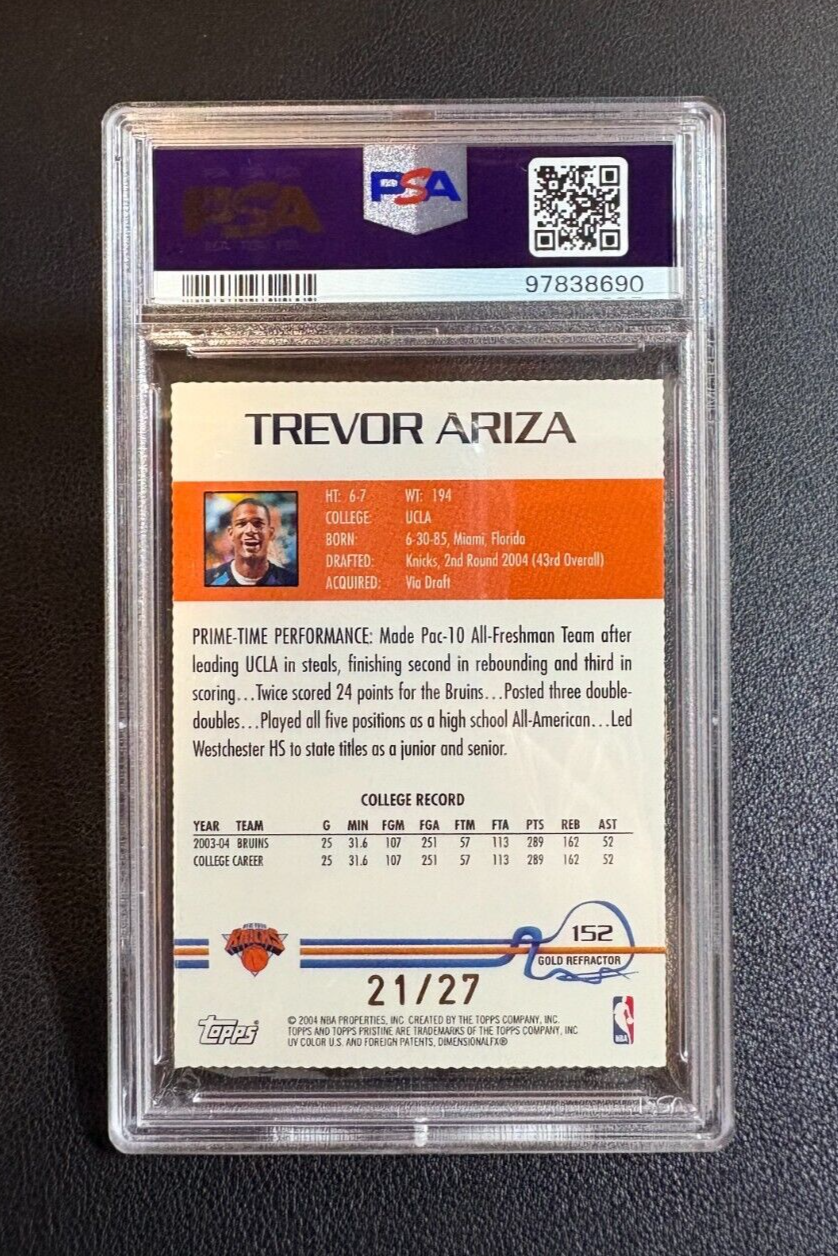 PSA
PSA
97838690
TREVOR ARIZA
HT: 6-7 WT: 194
COLLEGE: UCLA
BORN: 6-30-85, Miami, Florida
DRAFTED: Knicks, 2nd Round 2004 (43rd Overall)
ACQUIRED: Via Draft
PRIME-TIME PERFORMANCE: Made Pac-10 All-Freshman Team after
leading UCLA in steals, finishing second in rebounding and third in
scoring...Twice scored 24 points for the Bruins...Posted three double-
doubles...Played all five positions as a high school All-American...Led
Westchester HS to state titles as a junior and senior.
COLLEGE RECORD
YEAR TEAM G MIN FGM FGA FTM FTA PTS REB AST
2003-04 BRUINS 25 31.6 107 251 57 113 289 162 52
COLLEGE CAREER 25 31.6 107 251 57 113 289 162 52
NEW YORK
KNICKS
152
GOLD REFRACTOR
21/27
Topps
© 2004 NBA PROPERTIES, INC. CREATED BY THE TOPPS COMPANY, INC.
TOPPS AND TOPPS PRISTINE ARE TRADEMARKS OF THE TOPPS COMPANY, INC
UV COLOR U.S. AND FOREIGN PATENTS, DIMENSIONALFX®
NBA